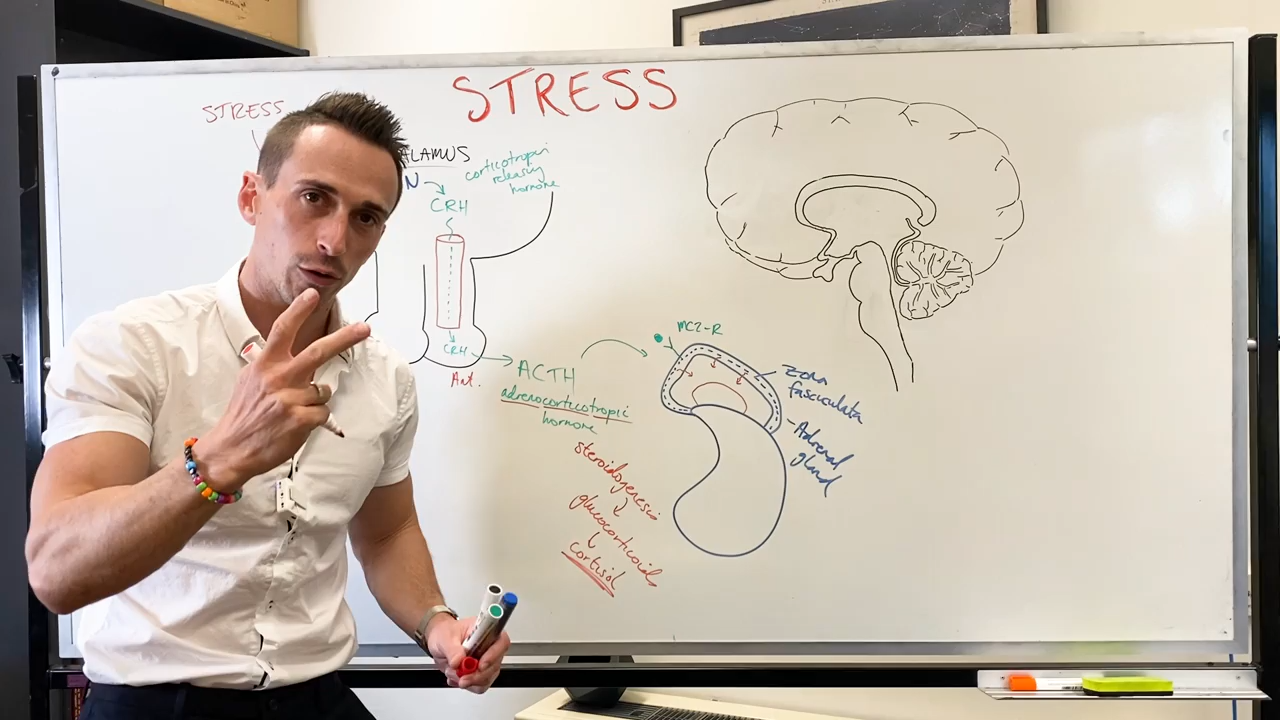 STRESS
STRESS
ALAMUS
N
corticotropin
releasing
hormone
CRH
CRH
Ant.
ACTH
adrenocorticotropic
hormone
MC2-R
zona
fasciculata
Adrenal
gland
steroidogenesis
glucocorticoids
cortisol